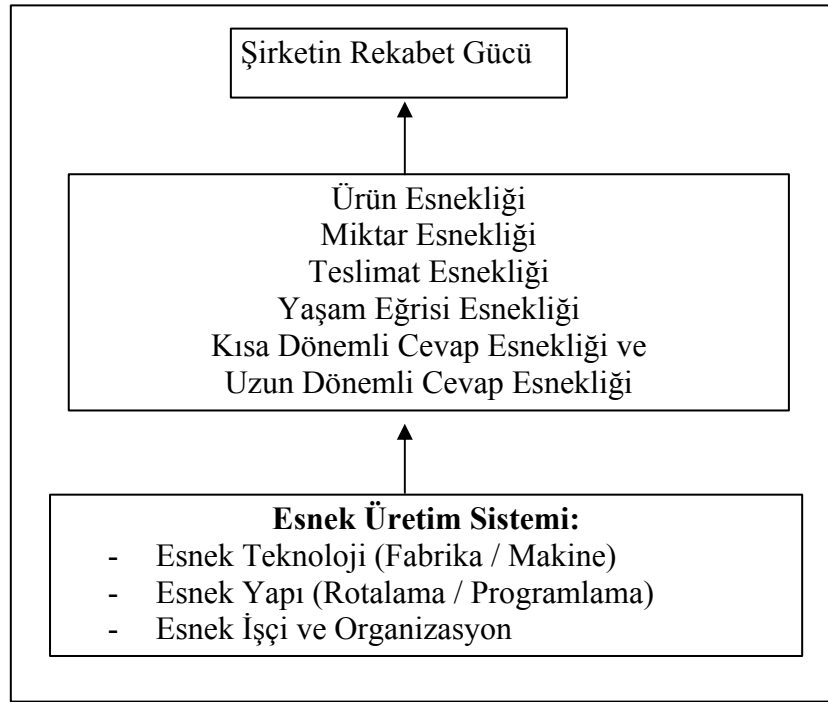 Şirketin Rekabet Gücü
Ürün Esnekliği
Miktar Esnekliği
Teslimat Esnekliği
Yaşam Eğrisi Esnekliği
Kısa Dönemli Cevap Esnekliği ve
Uzun Dönemli Cevap Esnekliği
Esnek Üretim Sistemi:
- Esnek Teknoloji (Fabrika / Makine)
- Esnek Yapı (Rotalama / Programlama)
- Esnek İşçi ve Organizasyon